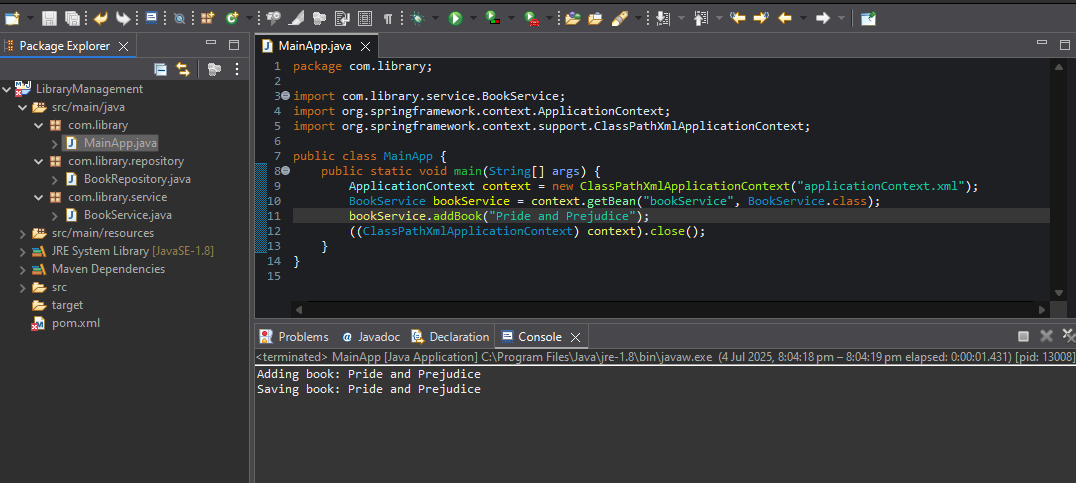 Package Explorer
LibraryManagement
src/main/java
com.library
MainApp.java
com.library.repository
BookRepository.java
com.library.service
BookService.java
src/main/resources
JRE System Library [JavaSE-1.8]
Maven Dependencies
src
target
pom.xml
MainApp.java
1 package com.library;
2
3 import com.library.service.BookService;
4 import org.springframework.context.ApplicationContext;
5 import org.springframework.context.support.ClassPathXmlApplicationContext;
6
7 public class MainApp {
8 public static void main(String[] args) {
9 ApplicationContext context = new ClassPathXmlApplicationContext("applicationContext.xml");
10 BookService bookService = context.getBean("bookService", BookService.class);
11 bookService.addBook("Pride and Prejudice");
12 ((ClassPathXmlApplicationContext) context).close();
13 }
14 }
15
Problems Javadoc Declaration Console
<terminated> MainApp [Java Application] C:\Program Files\Java\jre-1.8\bin\javaw.exe (4 Jul 2025, 8:04:18 pm – 8:04:19 pm elapsed: 0:00:01.431) [pid: 13008]
Adding book: Pride and Prejudice
Saving book: Pride and Prejudice